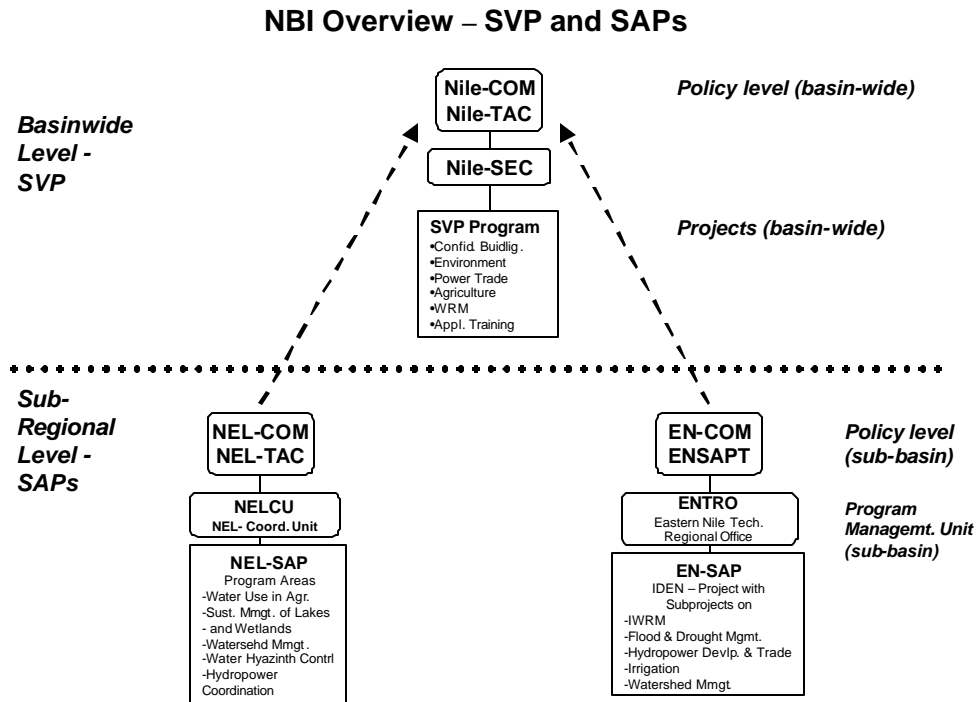 NBI Overview – SVP and SAPs
Nile-COM
Nile-TAC
Policy level (basin-wide)
Basinwide
Level -
SVP
Nile-SEC
SVP Program
•Confid. Buidlig.
•Environment
•Power Trade
•Agriculture
•WRM
•Appl. Training
Projects (basin-wide)
Sub-
Regional
Level -
SAPs
NEL-COM
NEL-TAC
EN-COM
ENSAPT
Policy level
(sub-basin)
NELCU
NEL- Coord. Unit
ENTRO
Eastern Nile Tech.
Regional Office
Program
Managemt. Unit
(sub-basin)
NEL-SAP
Program Areas
-Water Use in Agr.
-Sust. Mmgt. of Lakes
- and Wetlands
-Watersehd Mmgt.
-Water Hyazinth Contrl
-Hydropower
Coordination
EN-SAP
IDEN – Project with
Subprojects on
-IWRM
-Flood & Drought Mgmt.
-Hydropower Devlp. & Trade
-Irrigation
-Watershed Mmgt.